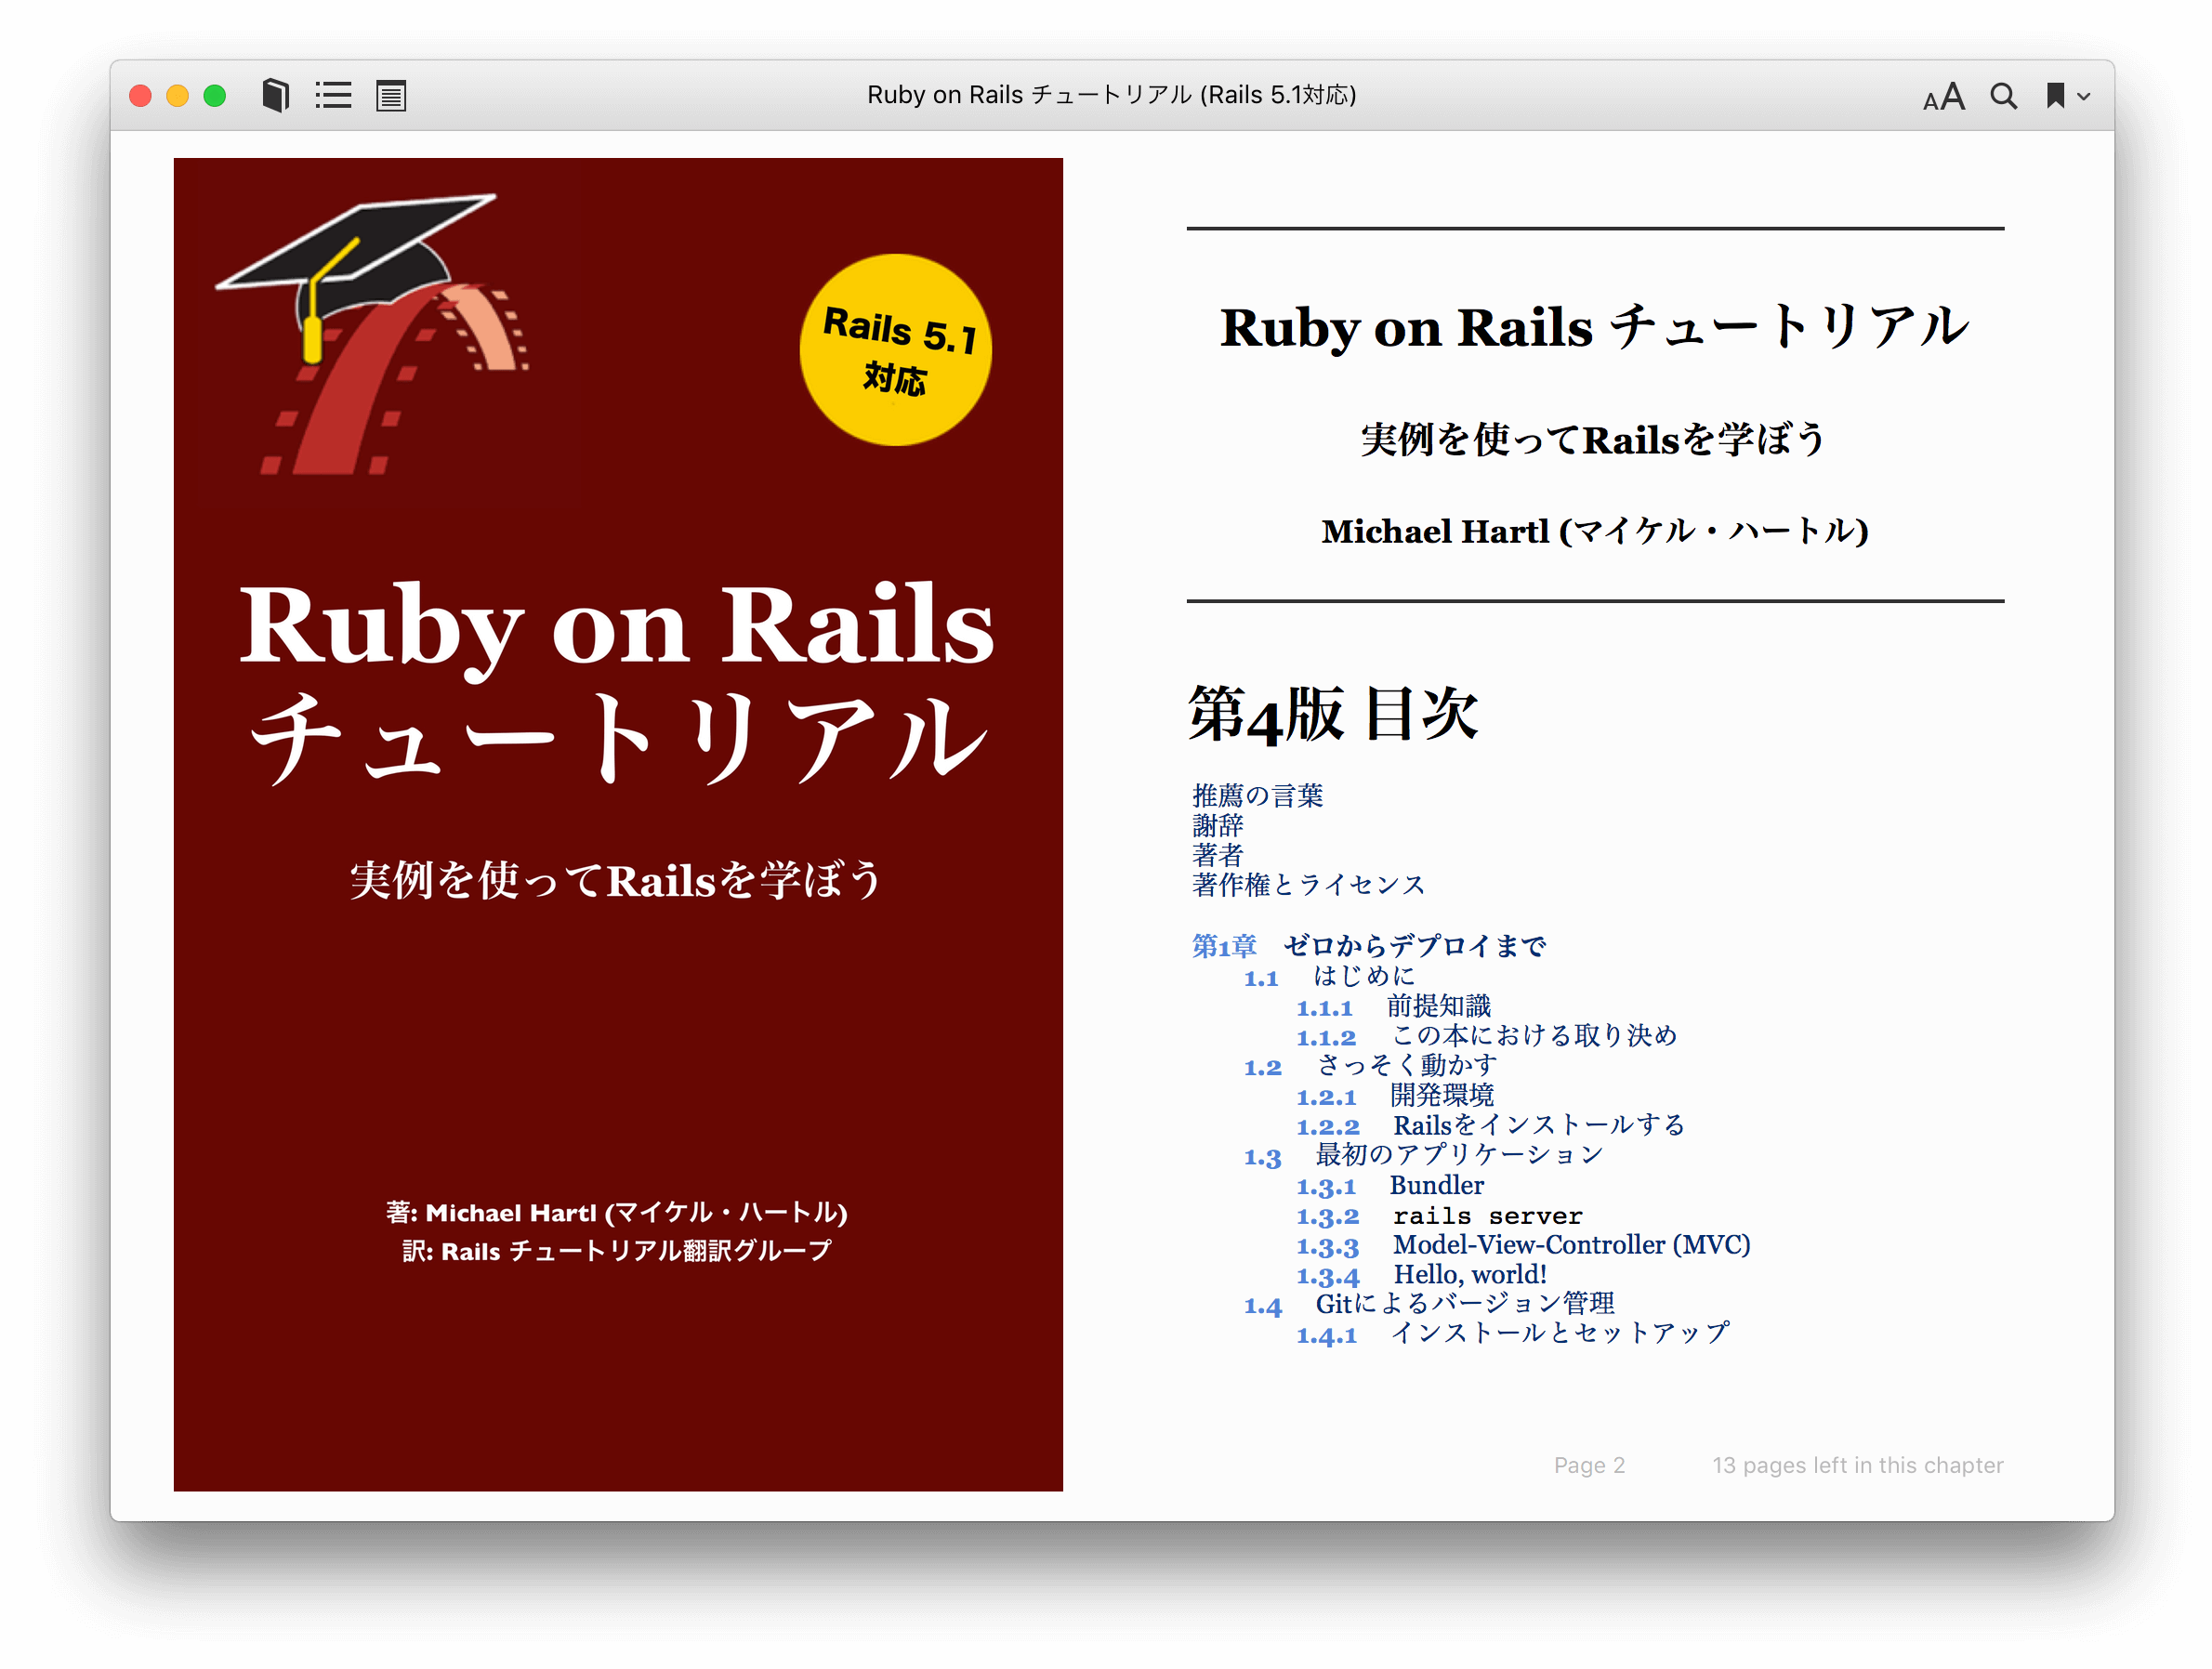 Ruby on Rails チュートリアル (Rails 5.1対応)
AA
Rails 5.1
対応
Ruby on Rails
チュートリアル
実例を使ってRailsを学ぼう
著: Michael Hartl (マイケル・ハートル)
訳: Rails チュートリアル翻訳グループ
Ruby on Rails チュートリアル
実例を使ってRailsを学ぼう
Michael Hartl (マイケル・ハートル)
第4版 目次
推薦の言葉
謝辞
著者
著作権とライセンス
第1章 ゼロからデプロイまで
1.1 はじめに
1.1.1 前提知識
1.1.2 この本における取り決め
1.2 さっそく動かす
1.2.1 開発環境
1.2.2 Railsをインストールする
1.3 最初のアプリケーション
1.3.1 Bundler
1.3.2 rails server
1.3.3 Model-View-Controller (MVC)
1.3.4 Hello, world!
1.4 Gitによるバージョン管理
1.4.1 インストールとセットアップ
Page 2 13 pages left in this chapter